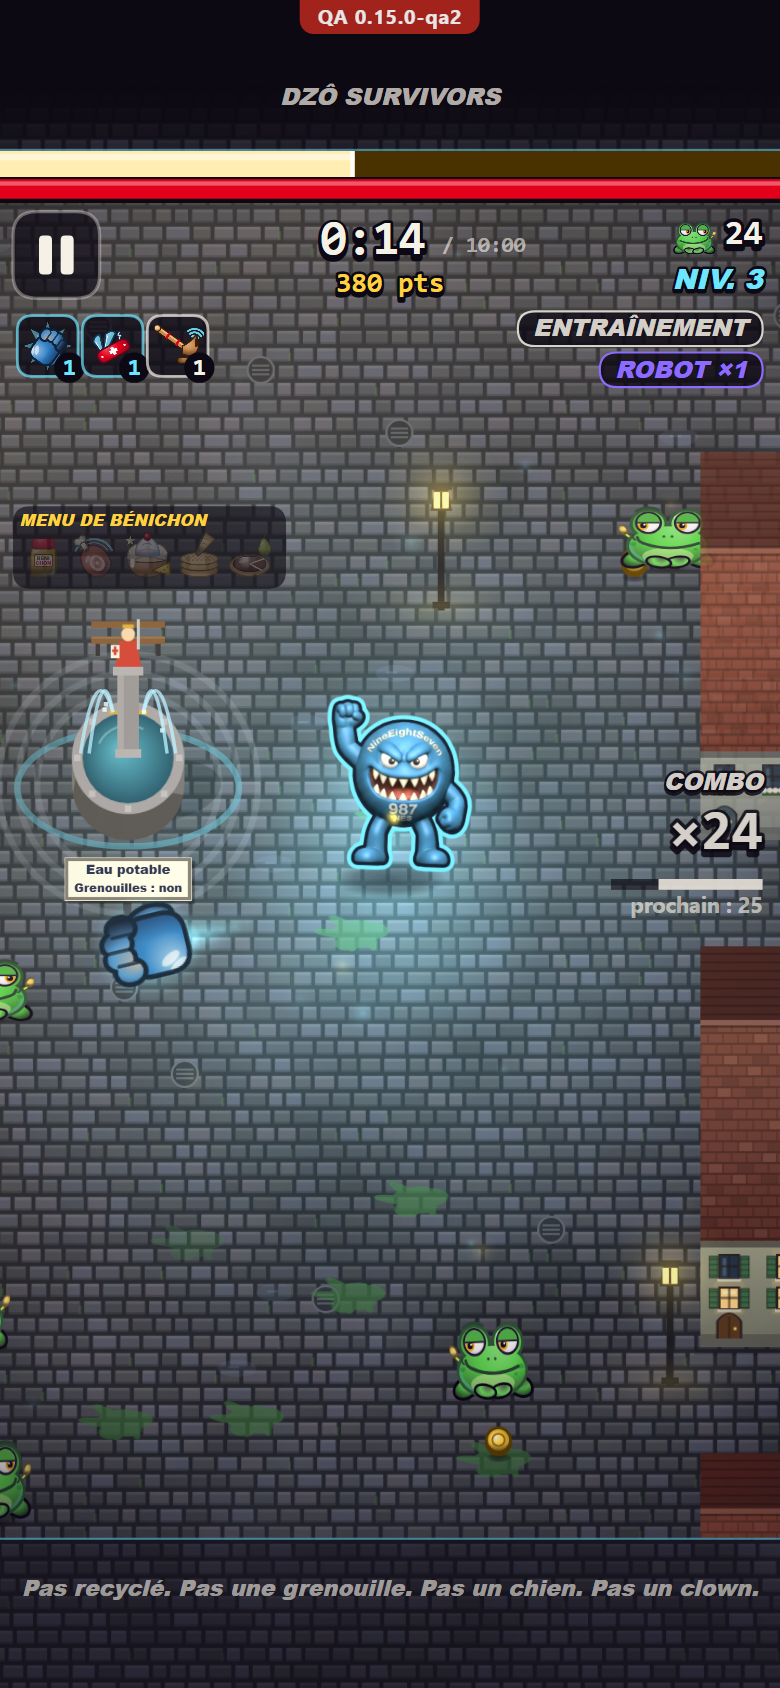 QA 0.15.0-qa2
DZÔ SURVIVORS
0:14 / 10:00
24
380 pts
NIV. 3
ENTRAÎNEMENT
1 1 1
ROBOT ×1
MENU DE BÉNICHON
NineEightSeven
987
COMBO
×24
prochain : 25
Eau potable
Grenouilles : non
Pas recyclé. Pas une grenouille. Pas un chien. Pas un clown.